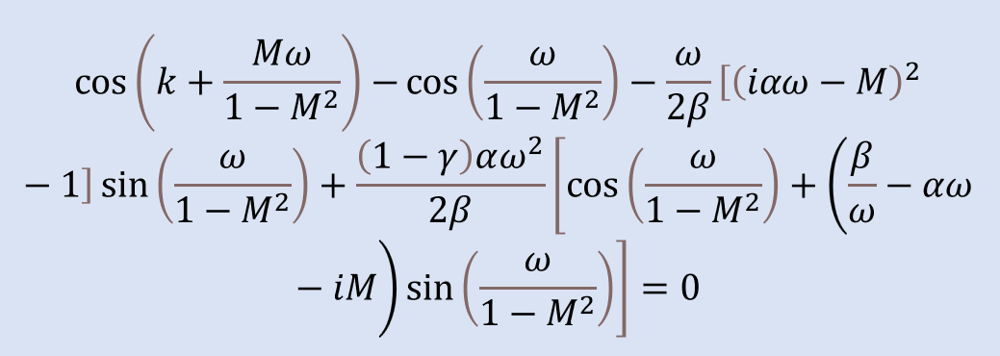 cos(k + Mω/(1 − M²)) − cos(ω/(1 − M²)) − ω/(2β) [(iαω − M)²
− 1] sin(ω/(1 − M²)) + (1 − γ)αω²/(2β) [cos(ω/(1 − M²)) + (β/ω − αω
− iM) sin(ω/(1 − M²))] = 0